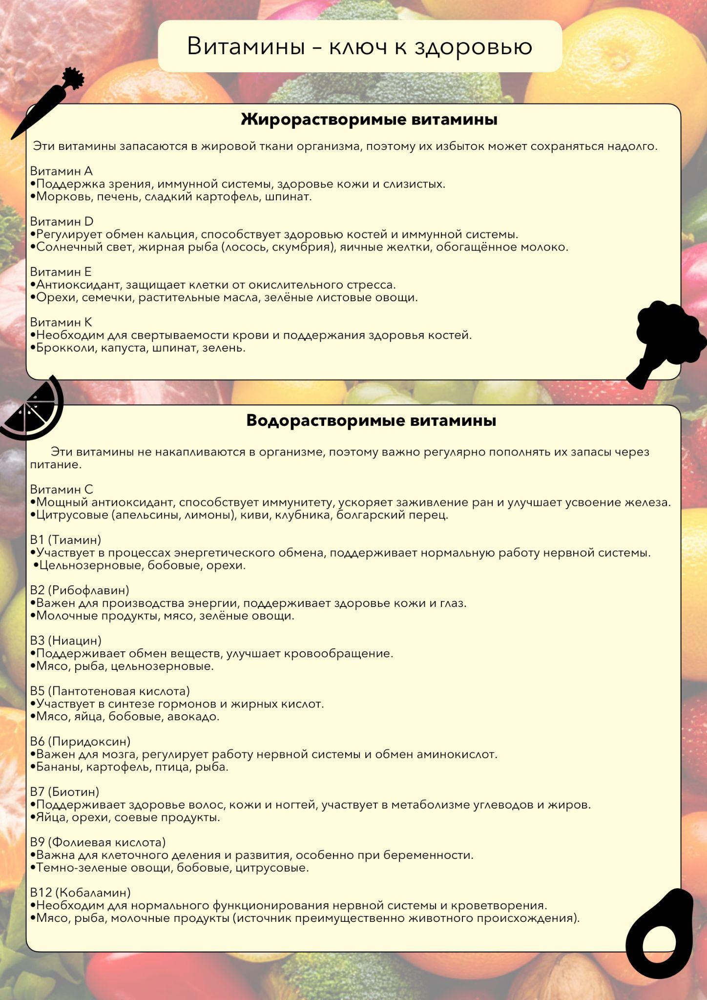 Витамины – ключ к здоровью
Жирорастворимые витамины
Эти витамины запасаются в жировой ткани организма, поэтому их избыток может сохраняться надолго.
Витамин А
•Поддержка зрения, иммунной системы, здоровье кожи и слизистых.
•Морковь, печень, сладкий картофель, шпинат.
Витамин D
•Регулирует обмен кальция, способствует здоровью костей и иммунной системы.
•Солнечный свет, жирная рыба (лосось, скумбрия), яичные желтки, обогащённое молоко.
Витамин Е
•Антиоксидант, защищает клетки от окислительного стресса.
•Орехи, семечки, растительные масла, зелёные листовые овощи.
Витамин К
•Необходим для свертываемости крови и поддержания здоровья костей.
•Брокколи, капуста, шпинат, зелень.
Водорастворимые витамины
Эти витамины не накапливаются в организме, поэтому важно регулярно пополнять их запасы через
питание.
Витамин С
•Мощный антиоксидант, способствует иммунитету, ускоряет заживление ран и улучшает усвоение железа.
•Цитрусовые (апельсины, лимоны), киви, клубника, болгарский перец.
В1 (Тиамин)
•Участвует в процессах энергетического обмена, поддерживает нормальную работу нервной системы.
•Цельнозерновые, бобовые, орехи.
В2 (Рибофлавин)
•Важен для производства энергии, поддерживает здоровье кожи и глаз.
•Молочные продукты, мясо, зелёные овощи.
В3 (Ниацин)
•Поддерживает обмен веществ, улучшает кровообращение.
•Мясо, рыба, цельнозерновые.
В5 (Пантотеновая кислота)
•Участвует в синтезе гормонов и жирных кислот.
•Мясо, яйца, бобовые, авокадо.
В6 (Пиридоксин)
•Важен для мозга, регулирует работу нервной системы и обмен аминокислот.
•Бананы, картофель, птица, рыба.
В7 (Биотин)
•Поддерживает здоровье волос, кожи и ногтей, участвует в метаболизме углеводов и жиров.
•Яйца, орехи, соевые продукты.
В9 (Фолиевая кислота)
•Важна для клеточного деления и развития, особенно при беременности.
•Темно-зеленые овощи, бобовые, цитрусовые.
В12 (Кобаламин)
•Необходим для нормального функционирования нервной системы и кроветворения.
•Мясо, рыба, молочные продукты (источник преимущественно животного происхождения).